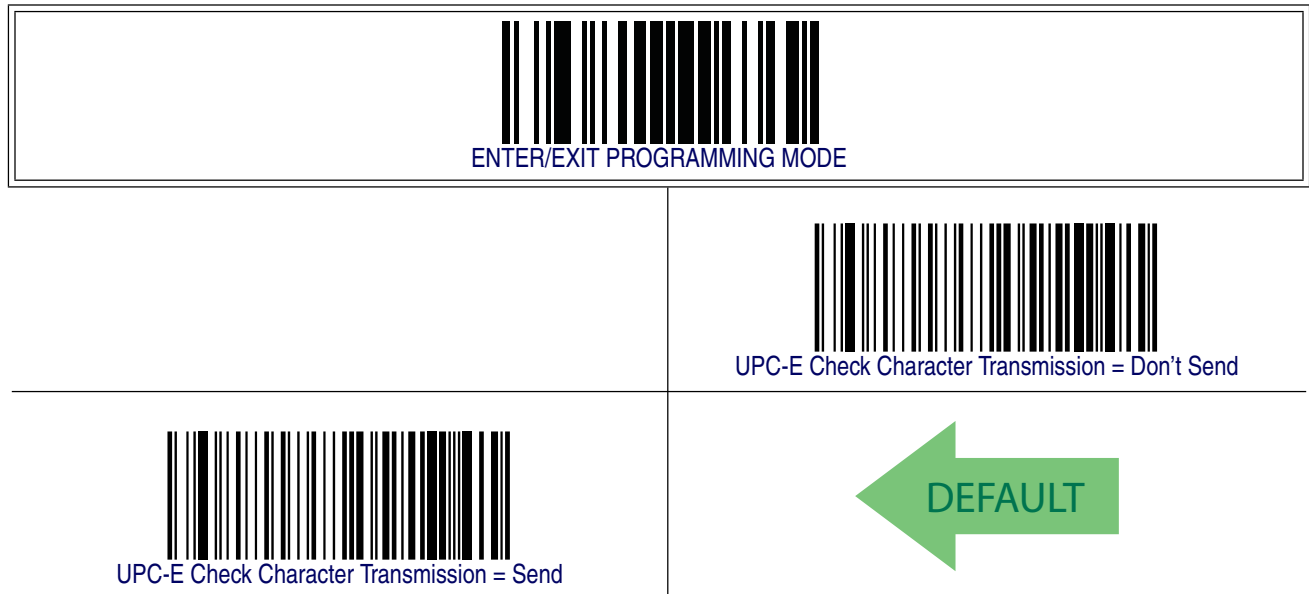 ENTER/EXIT PROGRAMMING MODE
UPC-E Check Character Transmission = Don't Send
UPC-E Check Character Transmission = Send
DEFAULT